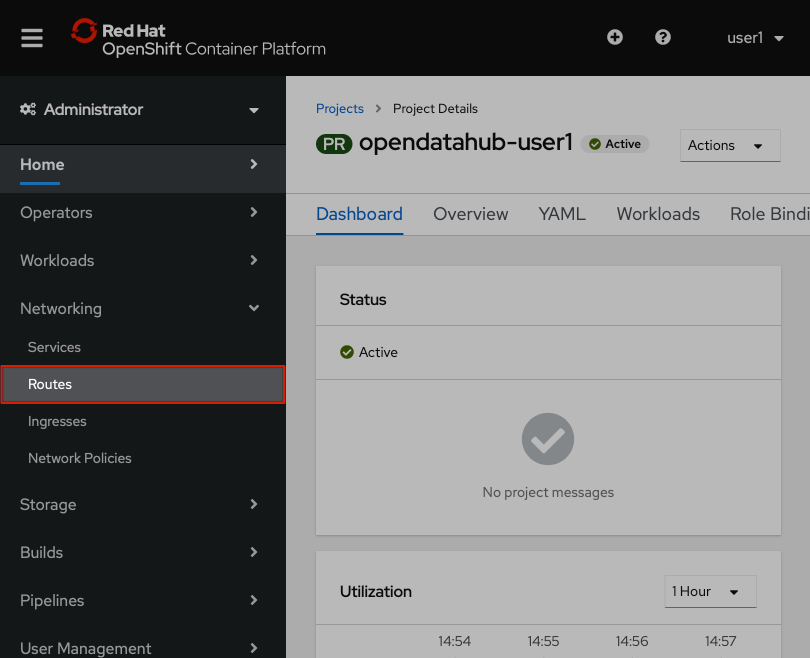 Red Hat
OpenShift Container Platform
user1
Administrator
Home
Operators
Workloads
Networking
Services
Routes
Ingresses
Network Policies
Storage
Builds
Pipelines
User Management
Projects > Project Details
PR opendatahub-user1 Active
Actions
Dashboard Overview YAML Workloads Role Bindi
Status
Active
No project messages
Utilization
1 Hour
14:54 14:55 14:56 14:57